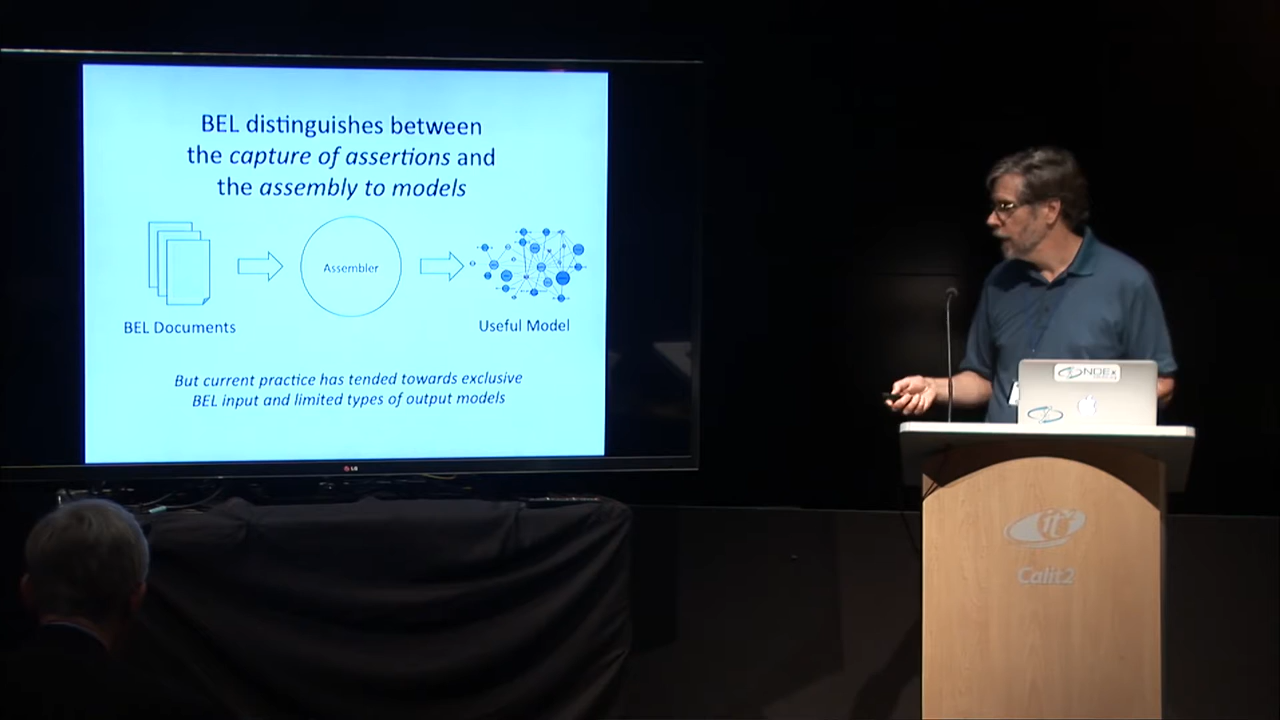 BEL distinguishes between
the capture of assertions and
the assembly to models
Assembler
BEL Documents
Useful Model
But current practice has tended towards exclusive
BEL input and limited types of output models
LG
NDEx
it²
Calit2